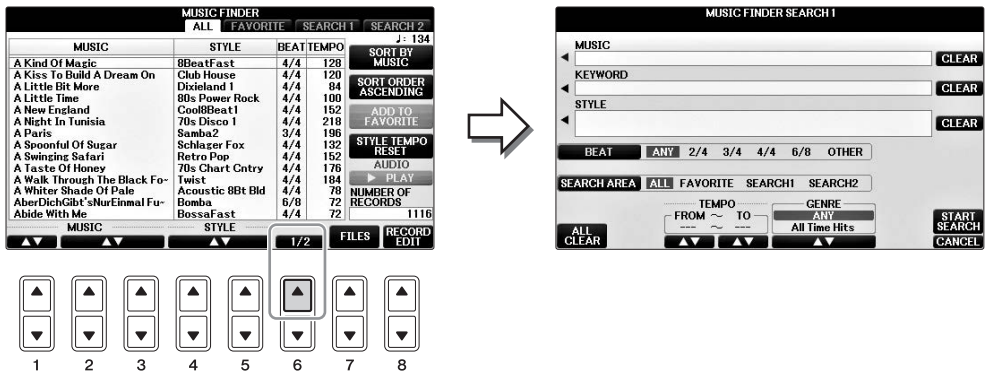 MUSIC FINDER
ALL FAVORITE SEARCH 1 SEARCH 2
♩: 134
MUSIC STYLE BEAT TEMPO
A Kind Of Magic 8BeatFast 4/4 128
A Kiss To Build A Dream On Club House 4/4 120
A Little Bit More Dixieland 1 4/4 84
A Little Time 80s Power Rock 4/4 100
A New England Cool8Beat1 4/4 152
A Night In Tunisia 70s Disco 1 4/4 218
A Paris Samba2 3/4 196
A Spoonful Of Sugar Schlager Fox 4/4 132
A Swinging Safari Retro Pop 4/4 152
A Taste Of Honey 70s Chart Cntry 4/4 176
A Walk Through The Black Fo~ Twist 4/4 184
A Whiter Shade Of Pale Acoustic 8Bt Bld 4/4 78
AberDichGibt'sNurEinmal Fu~ Bomba 6/8 72
Abide With Me BossaFast 4/4 72
SORT BY
MUSIC
SORT ORDER
ASCENDING
ADD TO
FAVORITE
STYLE TEMPO
RESET
AUDIO
▶ PLAY
NUMBER OF
RECORDS
1116
MUSIC STYLE
▲▼ ▲▼ ▲▼ 1/2 FILES RECORD
EDIT
1 2 3 4 5 6 7 8
MUSIC FINDER SEARCH 1
MUSIC
CLEAR
KEYWORD
CLEAR
STYLE
CLEAR
BEAT ANY 2/4 3/4 4/4 6/8 OTHER
SEARCH AREA ALL FAVORITE SEARCH1 SEARCH2
TEMPO GENRE
FROM ~ TO ANY
--- ~ --- All Time Hits
ALL
CLEAR
▲▼ ▲▼ ▲▼
START
SEARCH
CANCEL